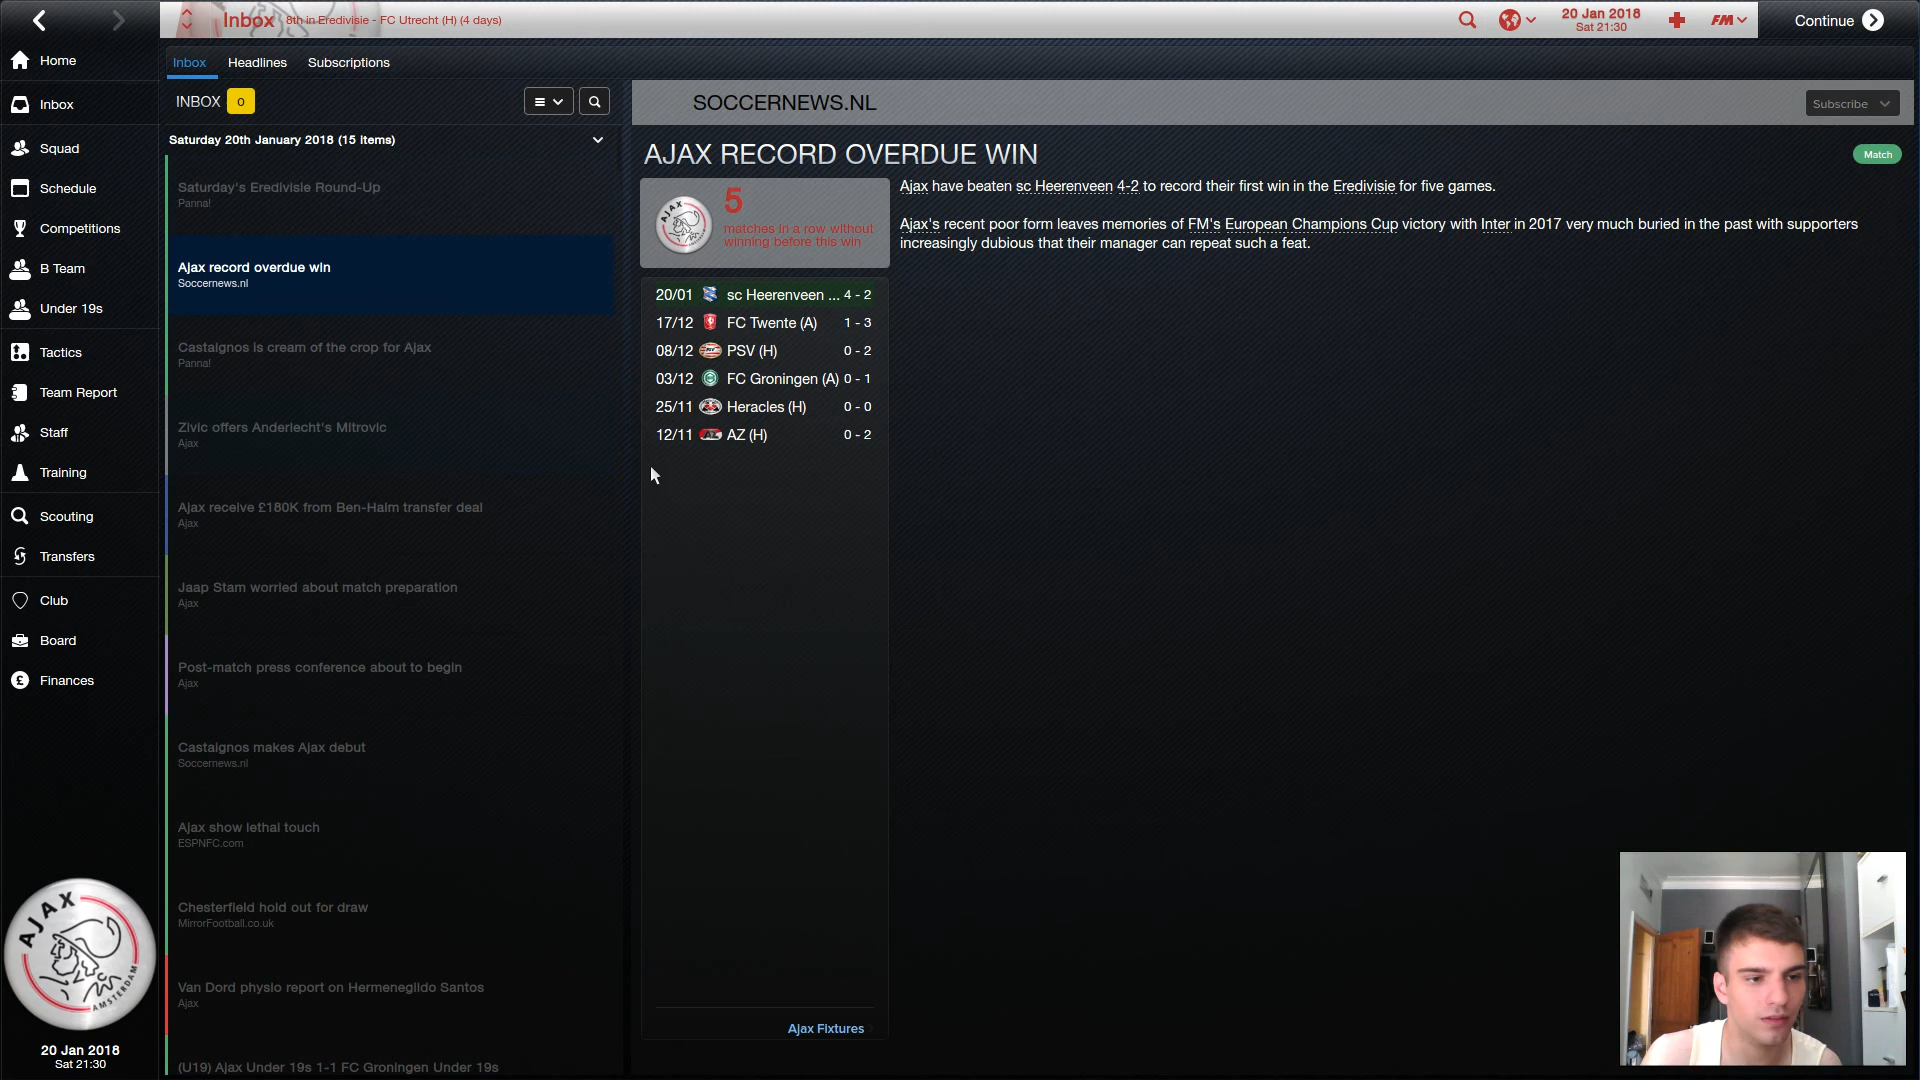 Inbox
8th in Eredivisie - FC Utrecht (H) (4 days)
20 Jan 2018
Sat 21:30
FM
Continue
Home
Inbox
Squad
Schedule
Competitions
B Team
Under 19s
Tactics
Team Report
Staff
Training
Scouting
Transfers
Club
Board
Finances
AJAX
AMSTERDAM
20 Jan 2018
Sat 21:30
Inbox
Headlines
Subscriptions
INBOX
0
Saturday 20th January 2018 (15 Items)
Saturday's Eredivisie Round-Up
Panna!
Ajax record overdue win
Soccernews.nl
Castaignos is cream of the crop for Ajax
Panna!
Zivic offers Anderlecht's Mitrovic
Ajax
Ajax receive £180K from Ben-Haim transfer deal
Ajax
Jaap Stam worried about match preparation
Ajax
Post-match press conference about to begin
Ajax
Castaignos makes Ajax debut
Soccernews.nl
Ajax show lethal touch
ESPNFC.com
Chesterfield hold out for draw
MirrorFootball.co.uk
Van Dord physio report on Hermenegildo Santos
Ajax
(U19) Ajax Under 19s 1-1 FC Groningen Under 19s
SOCCERNEWS.NL
Subscribe
AJAX RECORD OVERDUE WIN
Match
AJAX
5
matches in a row without
winning before this win
20/01 sc Heerenveen ... 4 - 2
17/12 FC Twente (A) 1 - 3
08/12 PSV (H) 0 - 2
03/12 FC Groningen (A) 0 - 1
25/11 Heracles (H) 0 - 0
12/11 AZ (H) 0 - 2
Ajax Fixtures
Ajax have beaten sc Heerenveen 4-2 to record their first win in the Eredivisie for five games.
Ajax's recent poor form leaves memories of FM's European Champions Cup victory with Inter in 2017 very much buried in the past with supporters
increasingly dubious that their manager can repeat such a feat.